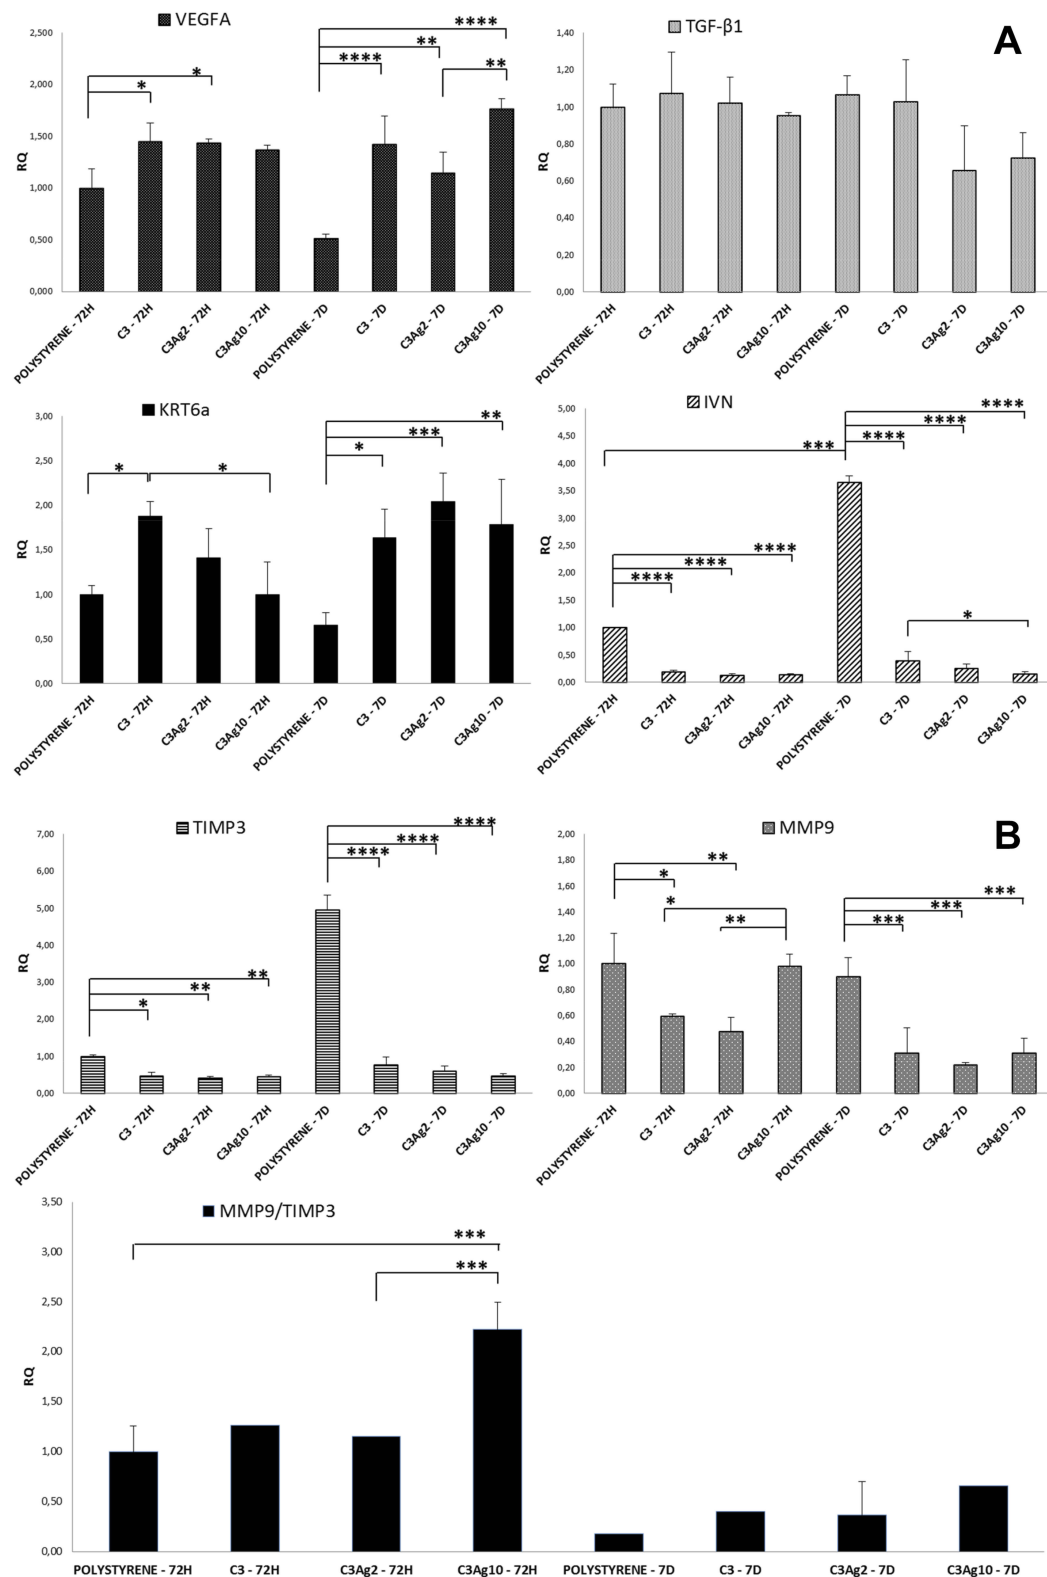 VEGFA
2,500
2,000
1,500
1,000
0,500
0,000
RQ
* * **** ** **** **
POLYSTYRENE - 72H
C3 - 72H
C3Ag2 - 72H
C3Ag10 - 72H
POLYSTYRENE - 7D
C3 - 7D
C3Ag2 - 7D
C3Ag10 - 7D
TGF-β1
A
1,40
1,20
1,00
0,80
0,60
0,40
0,20
0,00
RQ
POLYSTYRENE - 72H
C3 - 72H
C3Ag2 - 72H
C3Ag10 - 72H
POLYSTYRENE - 7D
C3 - 7D
C3Ag2 - 7D
C3Ag10 - 7D
KRT6a
3,00
2,50
2,00
1,50
1,00
0,50
0,00
RQ
* * * *** **
POLYSTYRENE - 72H
C3 - 72H
C3Ag2 - 72H
C3Ag10 - 72H
POLYSTYRENE - 7D
C3 - 7D
C3Ag2 - 7D
C3Ag10 - 7D
IVN
5,00
4,50
4,00
3,50
3,00
2,50
2,00
1,50
1,00
0,50
0,00
RQ
**** **** **** *** **** **** **** *
POLYSTYRENE - 72H
C3 - 72H
C3Ag2 - 72H
C3Ag10 - 72H
POLYSTYRENE - 7D
C3 - 7D
C3Ag2 - 7D
C3Ag10 - 7D
TIMP3
7,00
6,00
5,00
4,00
3,00
2,00
1,00
0,00
RQ
* ** ** **** **** ****
POLYSTYRENE - 72H
C3 - 72H
C3Ag2 - 72H
C3Ag10 - 72H
POLYSTYRENE - 7D
C3 - 7D
C3Ag2 - 7D
C3Ag10 - 7D
MMP9
B
2,00
1,80
1,60
1,40
1,20
1,00
0,80
0,60
0,40
0,20
0,00
RQ
** * * ** *** *** ***
POLYSTYRENE - 72H
C3 - 72H
C3Ag2 - 72H
C3Ag10 - 72H
POLYSTYRENE - 7D
C3 - 7D
C3Ag2 - 7D
C3Ag10 - 7D
MMP9/TIMP3
3,50
3,00
2,50
2,00
1,50
1,00
0,50
0,00
RQ
***
***
POLYSTYRENE - 72H C3 - 72H C3Ag2 - 72H C3Ag10 - 72H POLYSTYRENE - 7D C3 - 7D C3Ag2 - 7D C3Ag10 - 7D